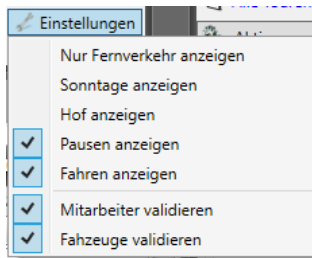 Einstellungen
Nur Fernverkehr anzeigen
Sonntage anzeigen
Hof anzeigen
Pausen anzeigen
Fahren anzeigen
Mitarbeiter validieren
Fahzeuge validieren